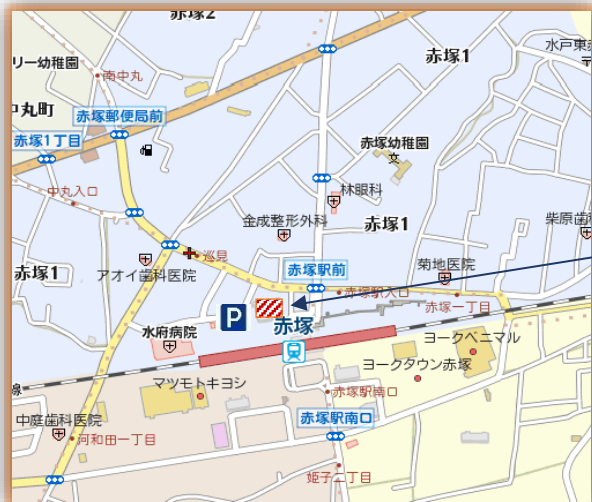 赤塚2
赤塚1
水戸東赤
リー幼稚園
南中丸
中丸町
赤塚郵便局前
赤塚1丁目
赤塚幼稚園
中丸入口
林眼科
金成整形外科
赤塚1
柴原歯科
巡見
赤塚1
アオイ歯科医院
赤塚駅前
菊地医院
赤塚駅入口
赤塚一丁目
P
赤塚
水府病院
ヨークベニマル
ヨークタウン赤塚
線
マツモトキヨシ
赤塚駅南口
中庭歯科医院
赤塚駅南口
河和田一丁目
姫子二丁目